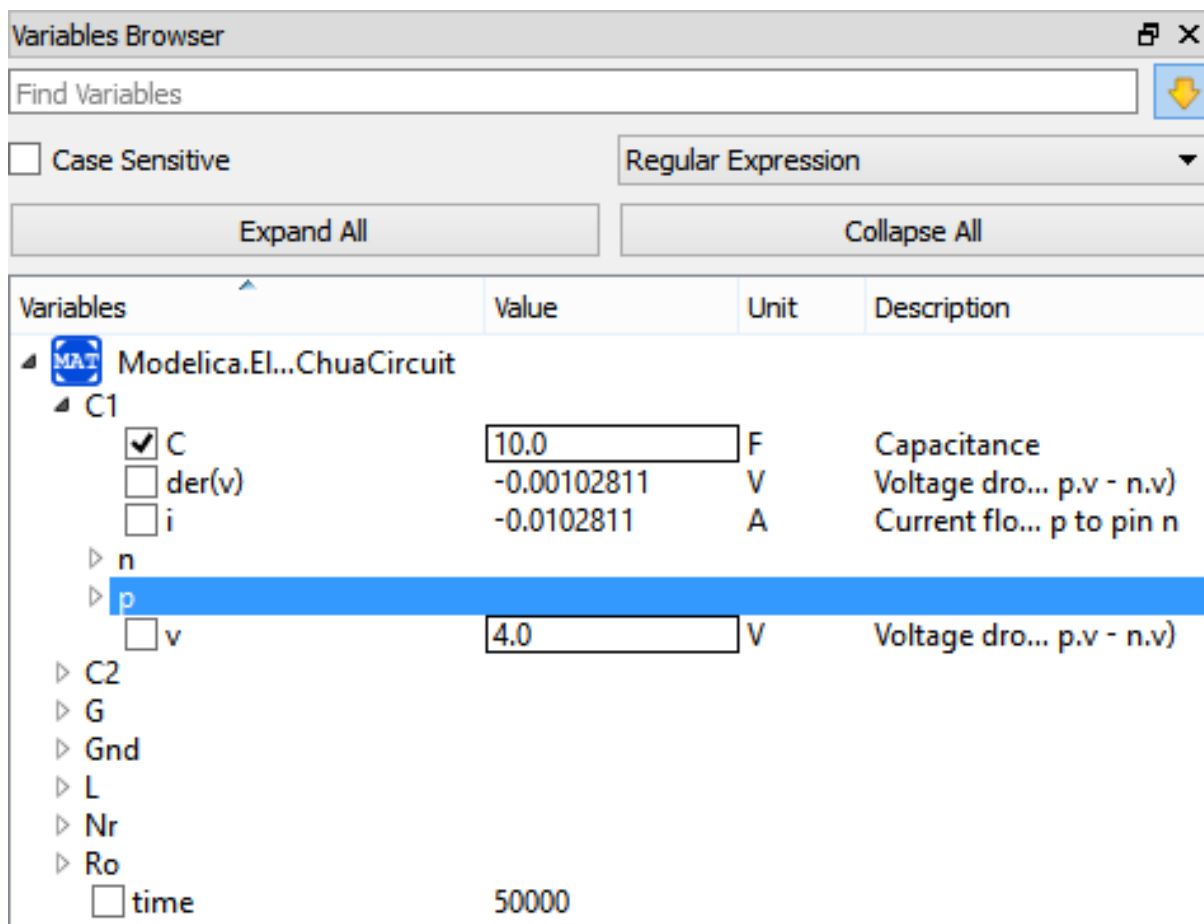 Variables Browser
Find Variables
Case Sensitive Regular Expression
Expand All Collapse All
Variables Value Unit Description
MAT Modelica.El...ChuaCircuit
C1
C 10.0 F Capacitance
der(v) -0.00102811 V Voltage dro... p.v - n.v)
i -0.0102811 A Current flo... p to pin n
n
p
v 4.0 V Voltage dro... p.v - n.v)
C2
G
Gnd
L
Nr
Ro
time 50000